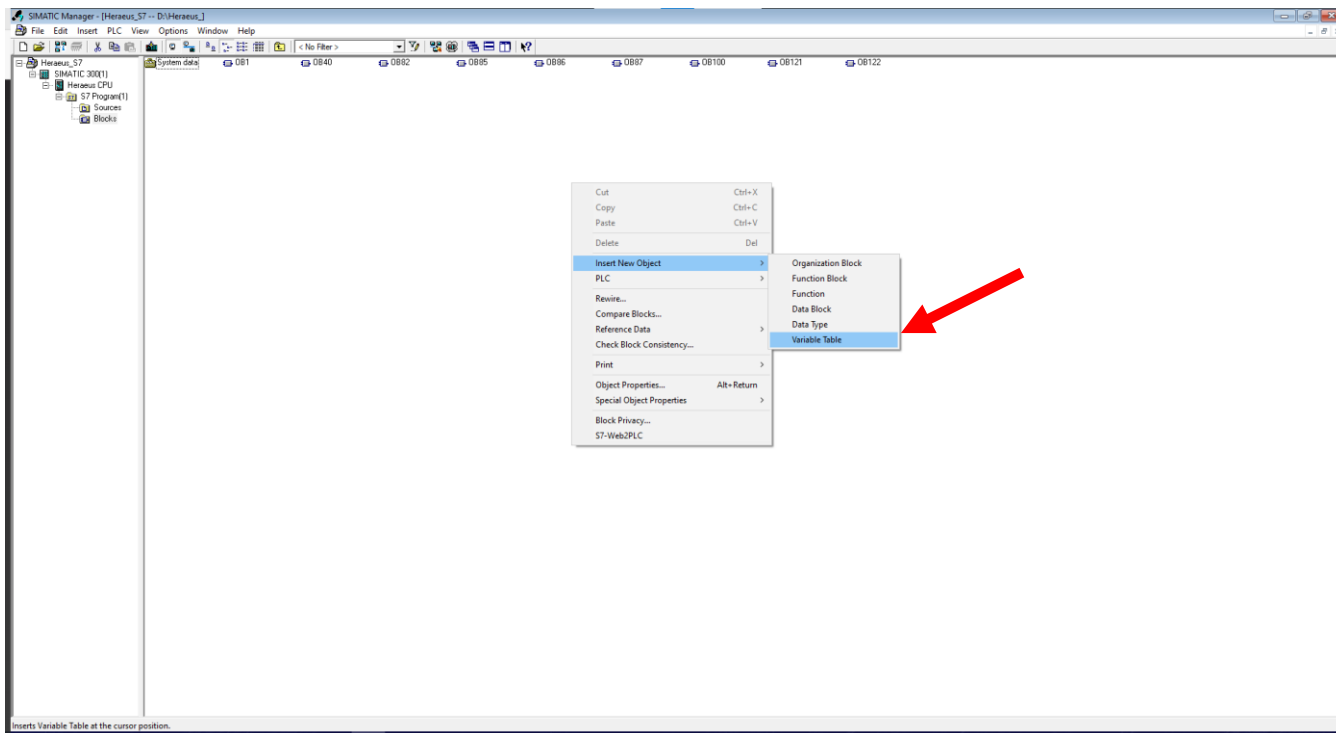 SIMATIC Manager - [Heraeus_S7 -- D:\Heraeus_]
File Edit Insert PLC View Options Window Help
< No Filter >
Heraeus_S7
SIMATIC 300(1)
Heraeus CPU
S7 Program(1)
Sources
Blocks
System data OB1 OB40 OB82 OB85 OB86 OB87 OB100 OB121 OB122
Cut Ctrl+X
Copy Ctrl+C
Paste Ctrl+V
Delete Del
Insert New Object
PLC
Rewire...
Compare Blocks...
Reference Data
Check Block Consistency...
Print
Object Properties... Alt+Return
Special Object Properties
Block Privacy...
S7-Web2PLC
Organization Block
Function Block
Function
Data Block
Data Type
Variable Table
Inserts Variable Table at the cursor position.